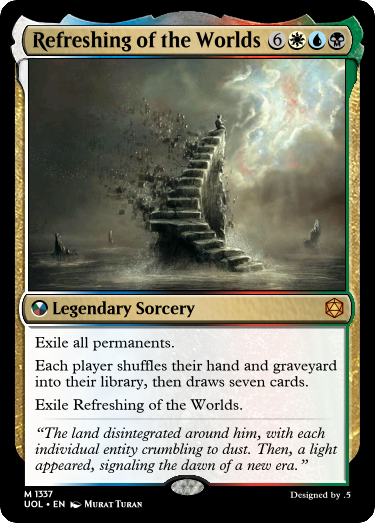 Refreshing of the Worlds 6
Legendary Sorcery
Exile all permanents.
Each player shuffles their hand and graveyard
into their library, then draws seven cards.
Exile Refreshing of the Worlds.
“The land disintegrated around him, with each
individual entity crumbling to dust. Then, a light
appeared, signaling the dawn of a new era.”
M 1337
UOL • EN Murat Turan
Designed by .5